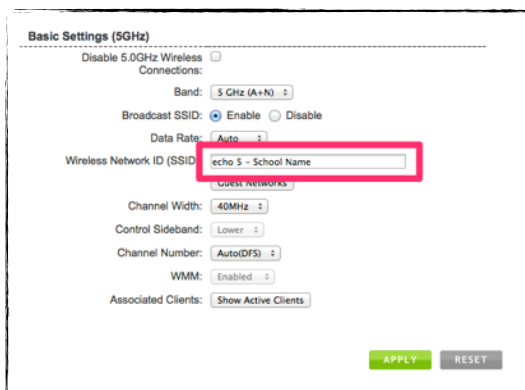 Basic Settings (5GHz)
Disable 5.0GHz Wireless
Connections:
Band: 5 GHz (A+N)
Broadcast SSID: Enable Disable
Data Rate: Auto
Wireless Network ID (SSID echo 5 - School Name
Guest Networks
Channel Width: 40MHz
Control Sideband: Lower
Channel Number: Auto(DFS)
WMM: Enabled
Associated Clients: Show Active Clients
APPLY RESET